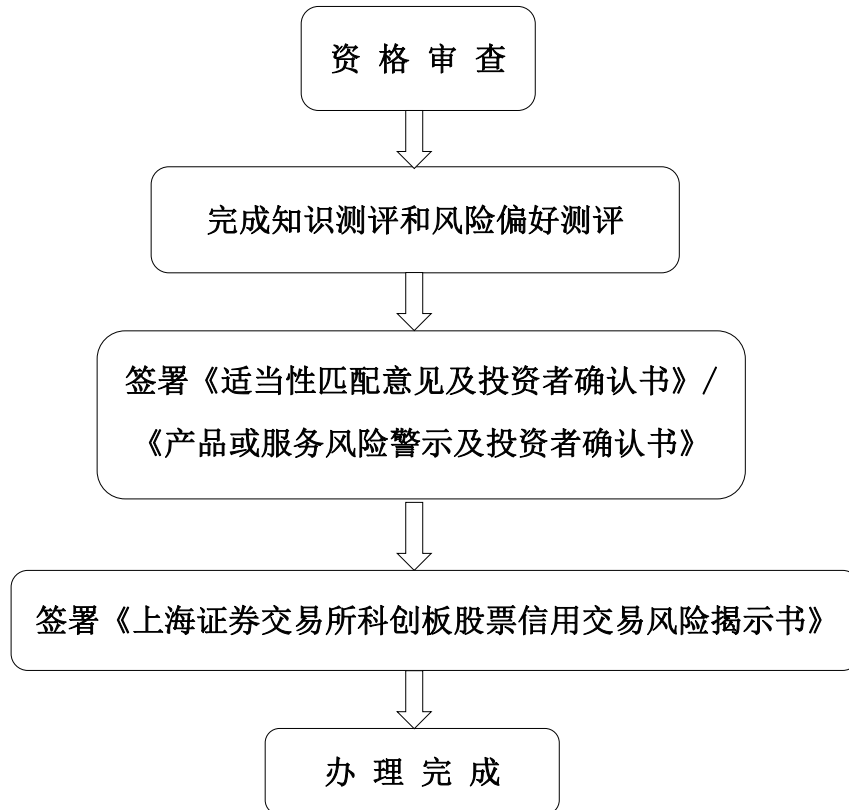 资 格 审 查
完成知识测评和风险偏好测评
签署《适当性匹配意见及投资者确认书》/
《产品或服务风险警示及投资者确认书》
签署《上海证券交易所科创板股票信用交易风险揭示书》
办 理 完 成